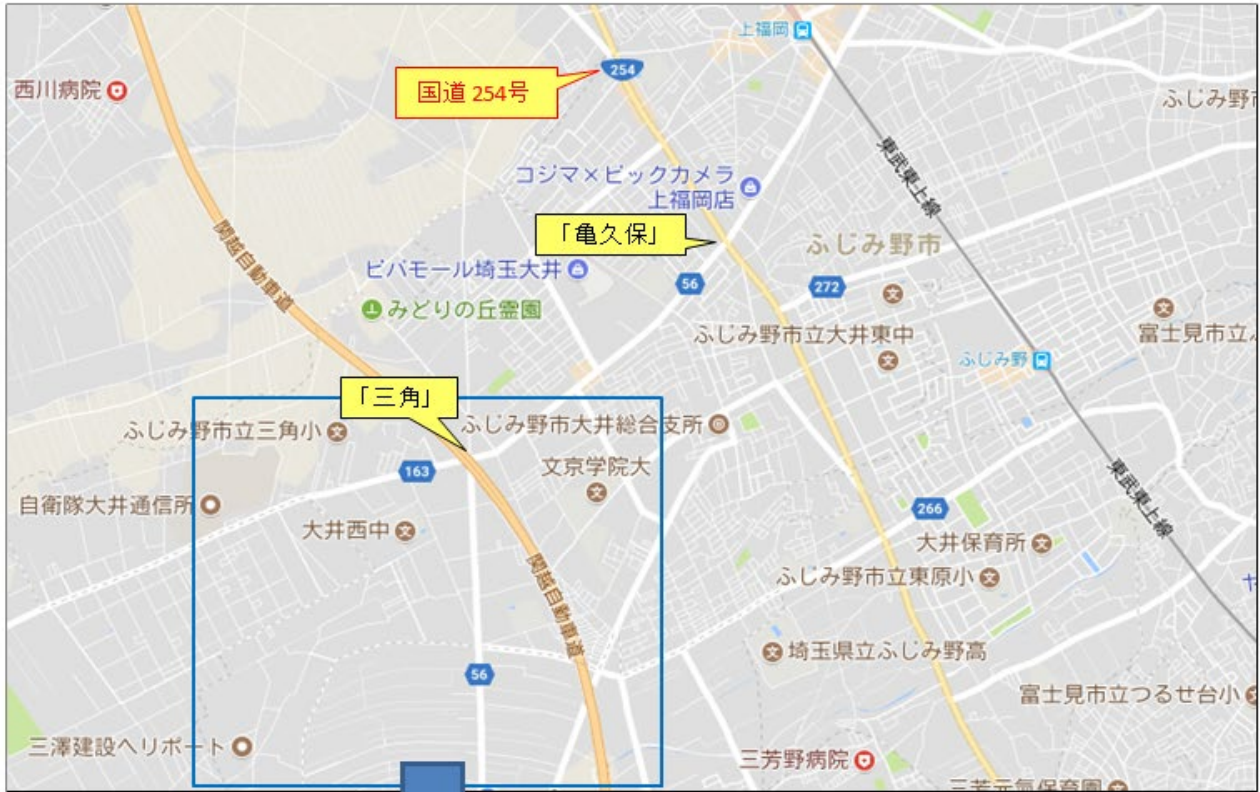 上福岡
254
国道 254号
西川病院
ふじみ野市
東武東上線
コジマ×ビックカメラ
上福岡店
「亀久保」
ふじみ野市
関越自動車道
ビバモール埼玉大井
56
272
みどりの丘霊園
ふじみ野市立大井東中
富士見市立ふ
ふじみ野
「三角」
ふじみ野市立三角小
ふじみ野市大井総合支所
163
文京学院大
東武東上線
自衛隊大井通信所
266
大井西中
大井保育所
関越自動車道
ふじみ野市立東原小
ヤ
埼玉県立ふじみ野高
56
富士見市立つるせ台小
三澤建設ヘリポート
三芳野病院
三芳元気保育園